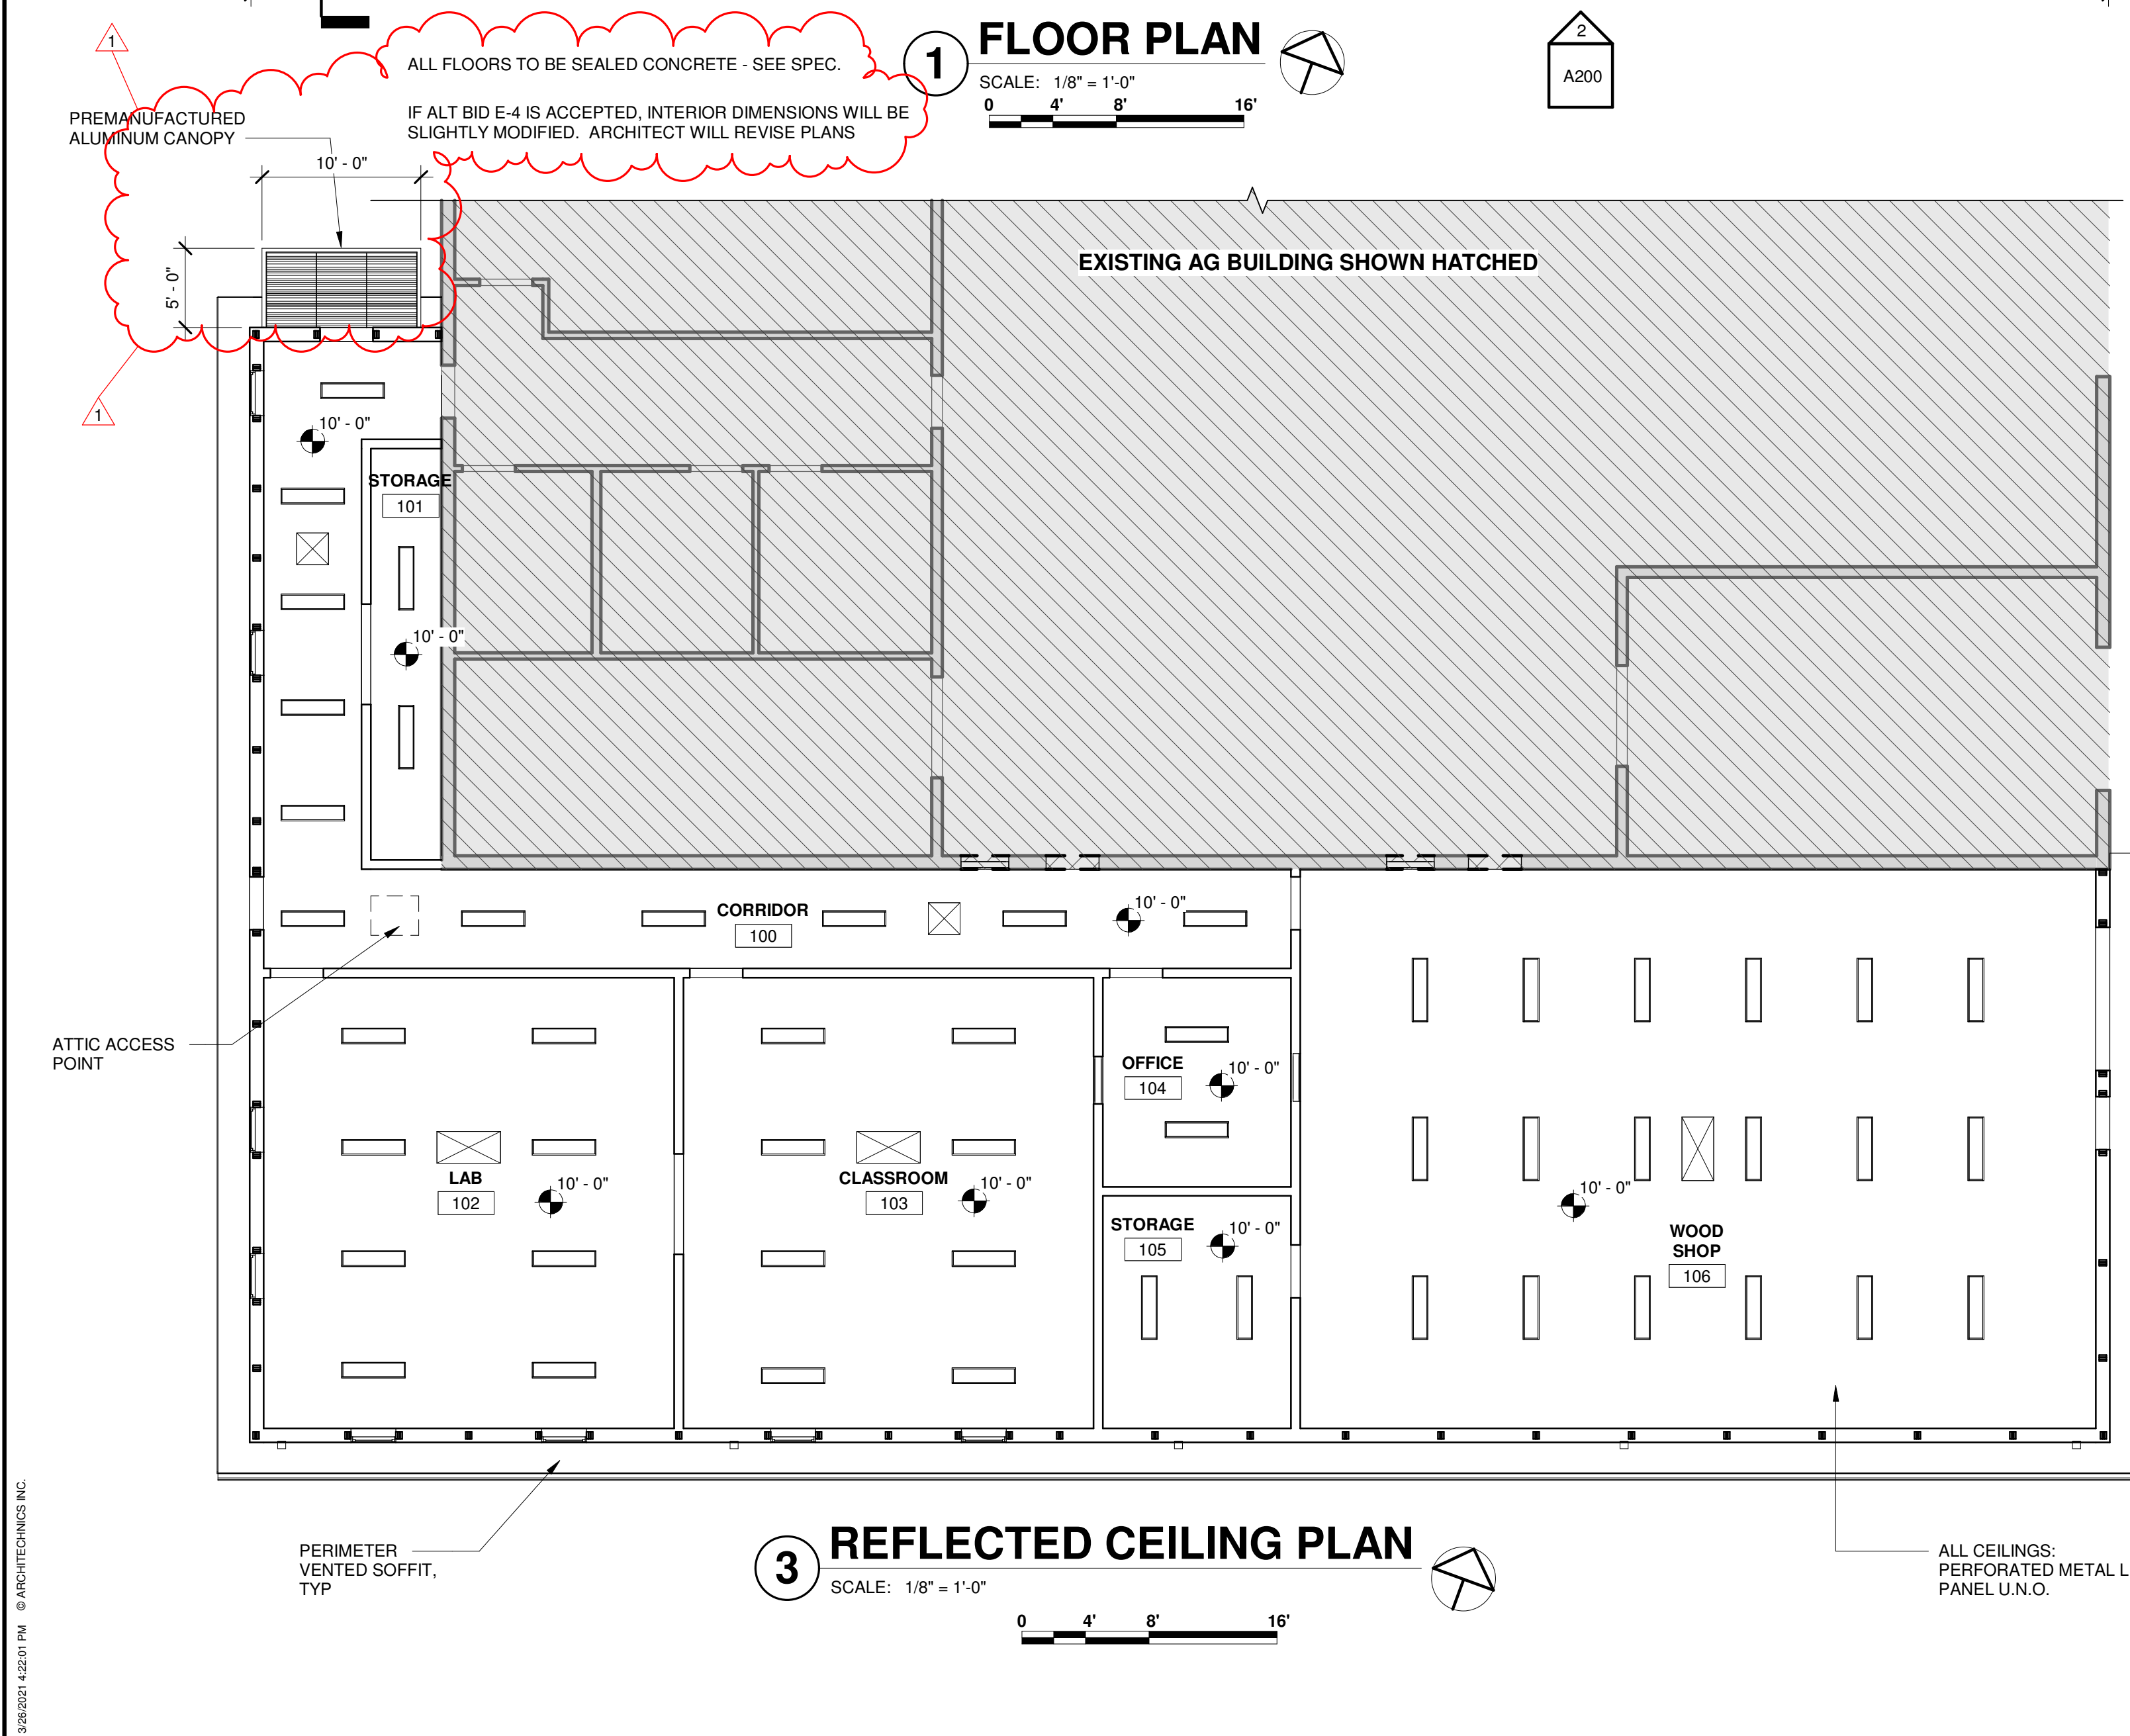 1
FLOOR PLAN
SCALE: 1/8" = 1'-0"
0 4' 8' 16'
2
A200
1
ALL FLOORS TO BE SEALED CONCRETE - SEE SPEC.
IF ALT BID E-4 IS ACCEPTED, INTERIOR DIMENSIONS WILL BE
SLIGHTLY MODIFIED. ARCHITECT WILL REVISE PLANS
PREMANUFACTURED
ALUMINUM CANOPY
10' - 0"
5' - 0"
EXISTING AG BUILDING SHOWN HATCHED
1
10' - 0"
STORAGE
101
10' - 0"
CORRIDOR
100
10' - 0"
ATTIC ACCESS
POINT
LAB
102
10' - 0"
CLASSROOM
103
10' - 0"
OFFICE
104
10' - 0"
STORAGE
105
10' - 0"
10' - 0"
WOOD
SHOP
106
PERIMETER
VENTED SOFFIT,
TYP
3
REFLECTED CEILING PLAN
SCALE: 1/8" = 1'-0"
0 4' 8' 16'
ALL CEILINGS:
PERFORATED METAL L
PANEL U.N.O.
3/26/2021 4:22:01 PM © ARCHITECHNICS INC.